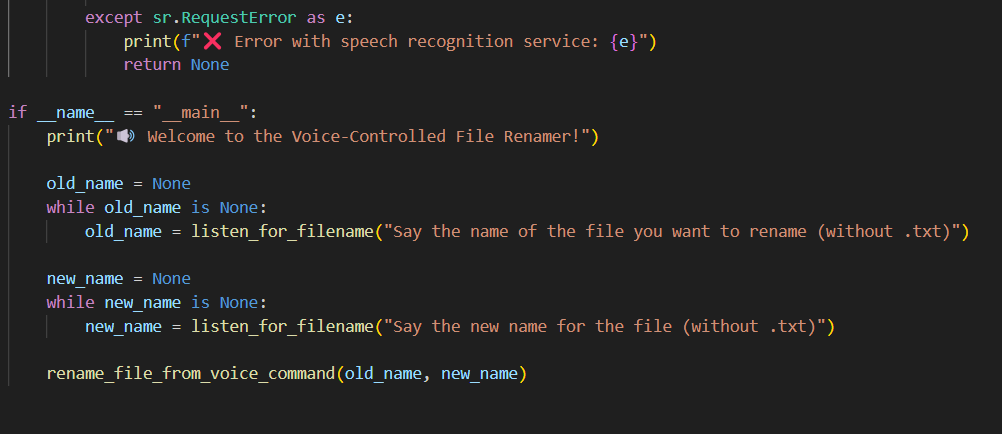 except sr.RequestError as e:
print(f"❌ Error with speech recognition service: {e}")
return None
if __name__ == "__main__":
print("🔊 Welcome to the Voice-Controlled File Renamer!")
old_name = None
while old_name is None:
old_name = listen_for_filename("Say the name of the file you want to rename (without .txt)")
new_name = None
while new_name is None:
new_name = listen_for_filename("Say the new name for the file (without .txt)")
rename_file_from_voice_command(old_name, new_name)